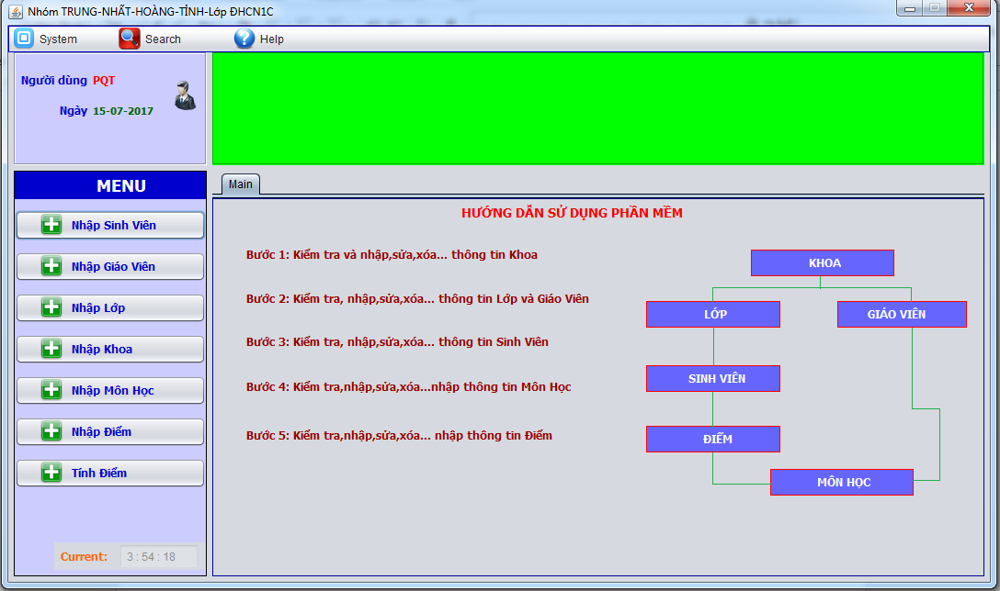 Nhóm TRUNG-NHẤT-HOÀNG-TỈNH-Lớp ĐHCN1C
System
Search
Help
Người dùng PQT
Ngày 15-07-2017
MENU
Nhập Sinh Viên
Nhập Giáo Viên
Nhập Lớp
Nhập Khoa
Nhập Môn Học
Nhập Điểm
Tính Điểm
Current: 3 : 54 : 18
Main
HƯỚNG DẪN SỬ DỤNG PHẦN MỀM
Bước 1: Kiểm tra và nhập,sửa,xóa... thông tin Khoa
Bước 2: Kiểm tra, nhập,sửa,xóa... thông tin Lớp và Giáo Viên
Bước 3: Kiểm tra, nhập,sửa,xóa... thông tin Sinh Viên
Bước 4: Kiểm tra,nhập,sửa,xóa...nhập thông tin Môn Học
Bước 5: Kiểm tra,nhập,sửa,xóa... nhập thông tin Điểm
KHOA
LỚP
GIÁO VIÊN
SINH VIÊN
ĐIỂM
MÔN HỌC